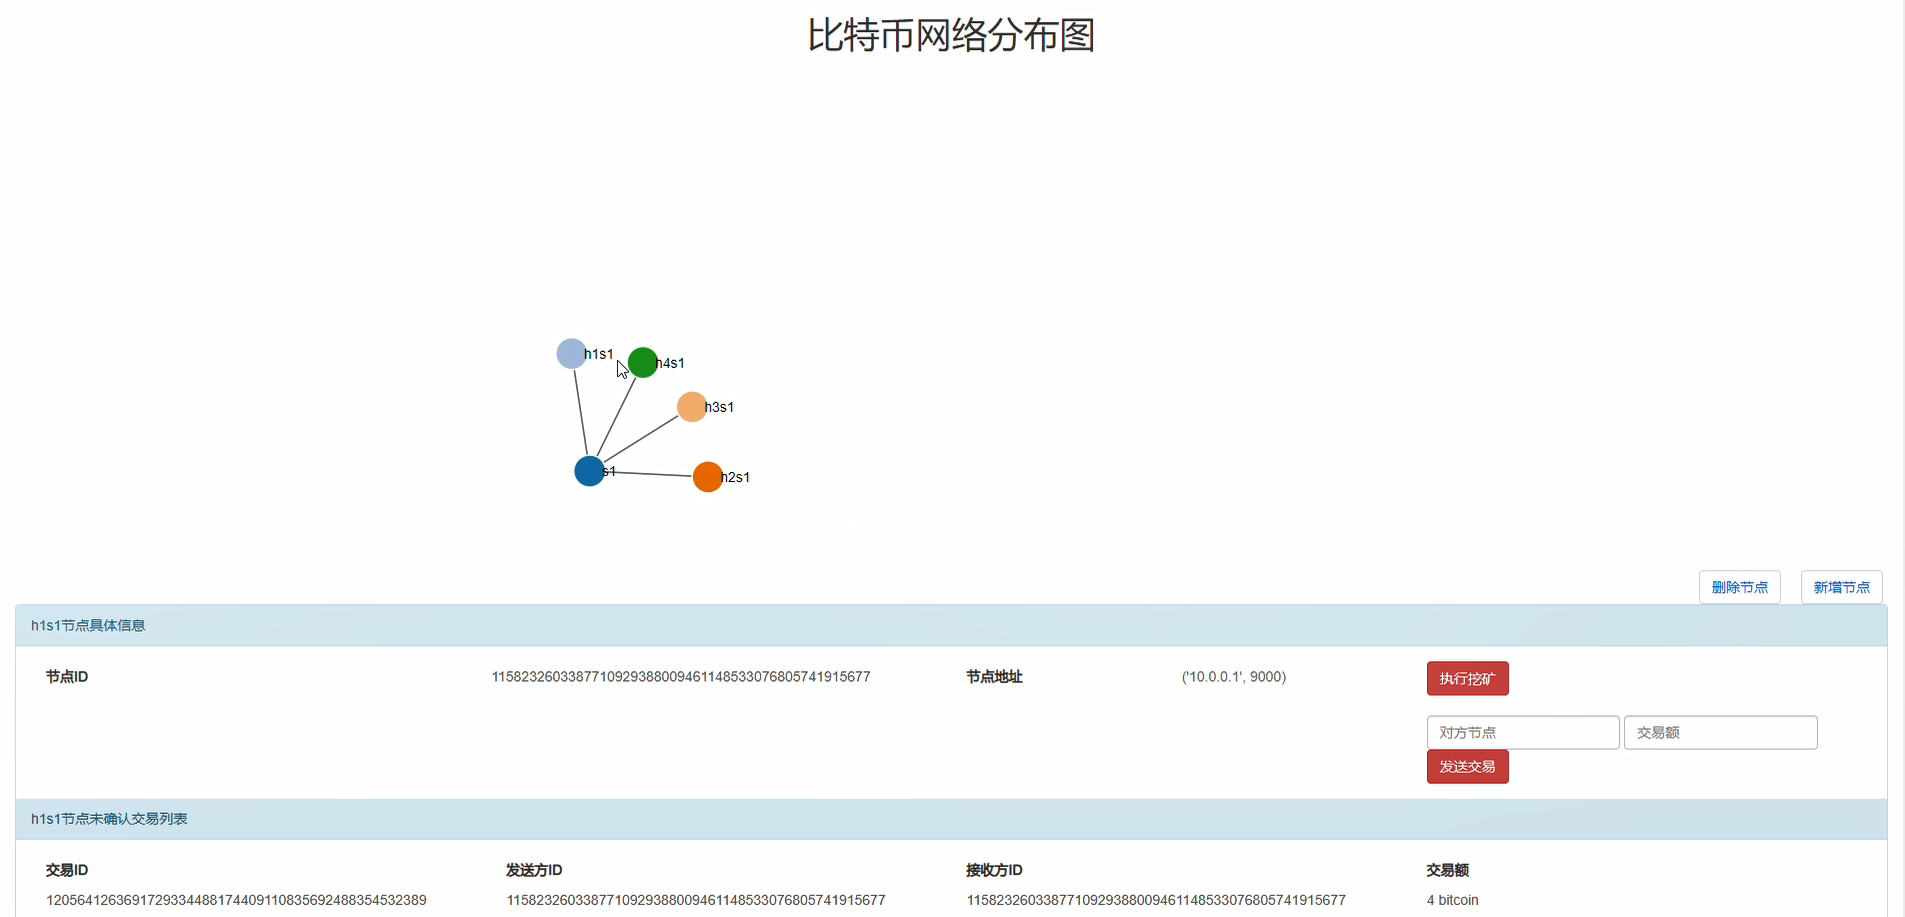 比特币网络分布图
h1s1
h4s1
h3s1
s1
h2s1
删除节点 新增节点
h1s1节点具体信息
节点ID 1158232603387710929388009461148533076805741915677 节点地址 ('10.0.0.1', 9000) 执行挖矿
对方节点 交易额
发送交易
h1s1节点未确认交易列表
交易ID 发送方ID 接收方ID 交易额
1205641263691729334488174409110835692488354532389 1158232603387710929388009461148533076805741915677 1158232603387710929388009461148533076805741915677 4 bitcoin